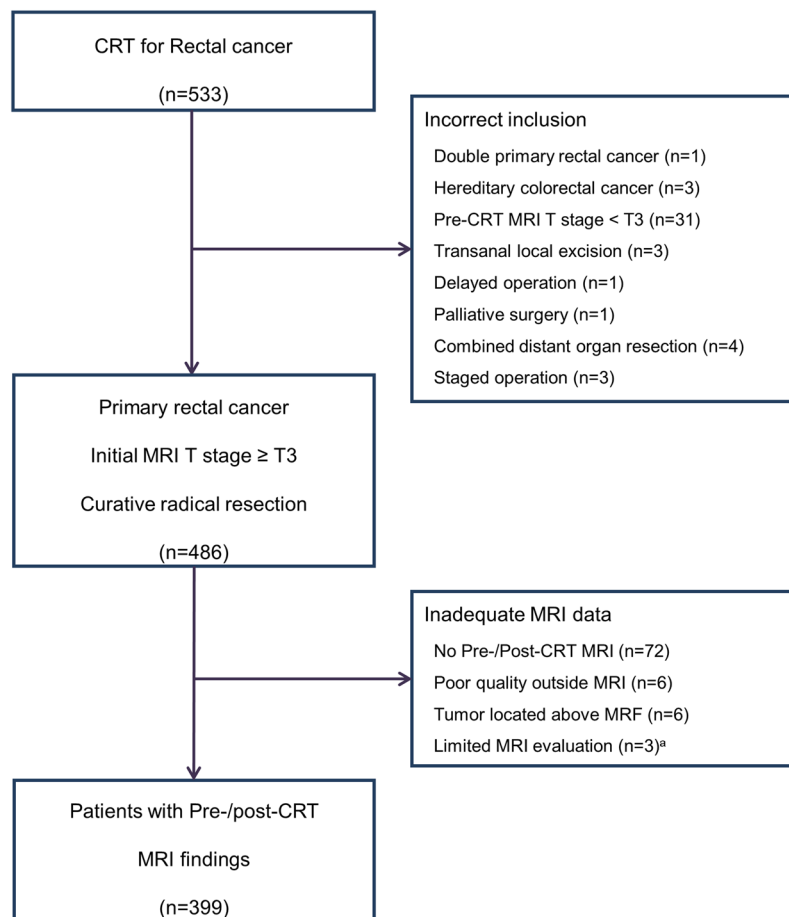 CRT for Rectal cancer
(n=533)
Incorrect inclusion
Double primary rectal cancer (n=1)
Hereditary colorectal cancer (n=3)
Pre-CRT MRI T stage < T3 (n=31)
Transanal local excision (n=3)
Delayed operation (n=1)
Palliative surgery (n=1)
Combined distant organ resection (n=4)
Staged operation (n=3)
Primary rectal cancer
Initial MRI T stage ≥ T3
Curative radical resection
(n=486)
Inadequate MRI data
No Pre-/Post-CRT MRI (n=72)
Poor quality outside MRI (n=6)
Tumor located above MRF (n=6)
Limited MRI evaluation (n=3)ᵃ
Patients with Pre-/post-CRT
MRI findings
(n=399)